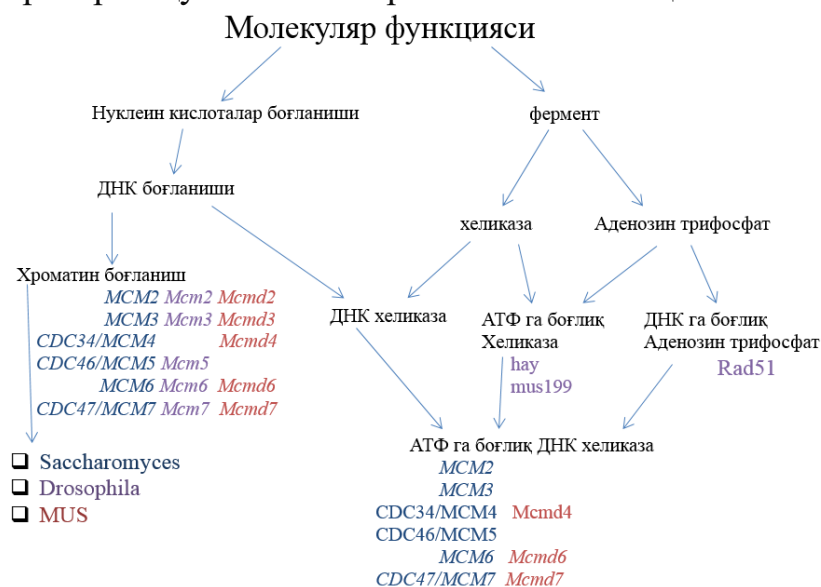 Молекуляр функцияси
Нуклеин кислоталар боғланиши
фермент
ДНК боғланиши
хеликаза
Аденозин трифосфат
Хроматин боғланиш
MCM2 Mcm2 Mcmd2
MCM3 Mcm3 Mcmd3
CDC34/MCM4 Mcmd4
CDC46/MCM5 Mcm5
MCM6 Mcm6 Mcmd6
CDC47/MCM7 Mcm7 Mcmd7
ДНК хеликаза
АТФ га боғлиқ
Хеликаза
hay
mus199
ДНК га боғлиқ
Аденозин трифосфат
Rad51
Saccharomyces
Drosophila
MUS
АТФ га боғлиқ ДНК хеликаза
MCM2
MCM3
CDC34/MCM4 Mcmd4
CDC46/MCM5
MCM6 Mcmd6
CDC47/MCM7 Mcmd7